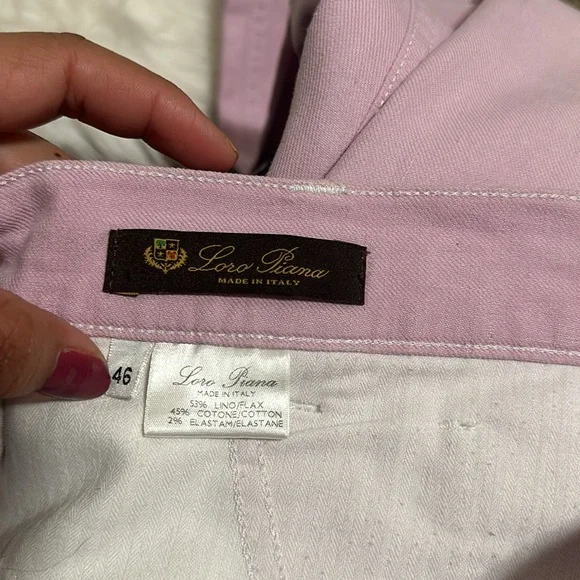 Loro Piana
MADE IN ITALY
46
Loro Piana
MADE IN ITALY
53% LINO/FLAX
45% COTONE/COTTON
2% ELASTAM/ELASTANE